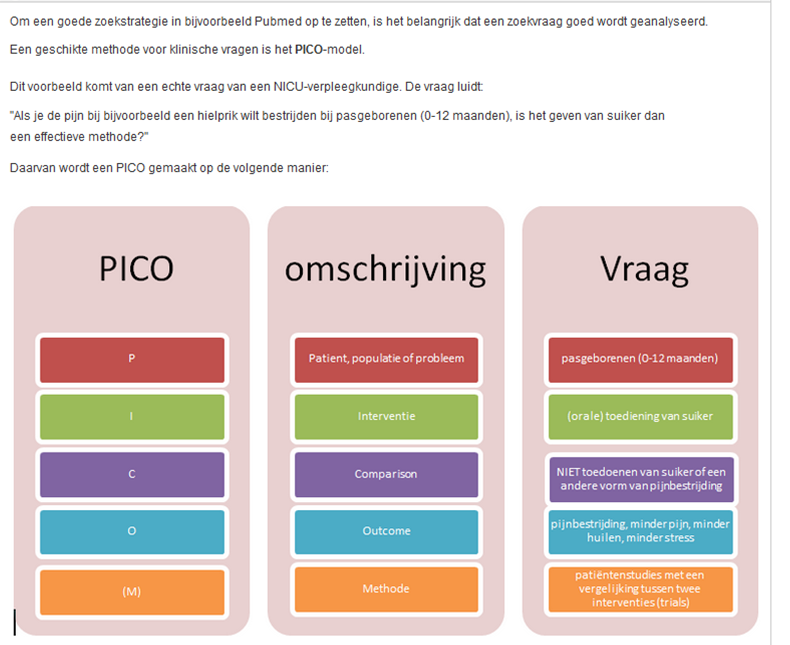 Om een goede zoekstrategie in bijvoorbeeld Pubmed op te zetten, is het belangrijk dat een zoekvraag goed wordt geanalyseerd.
Een geschikte methode voor klinische vragen is het PICO-model.
Dit voorbeeld komt van een echte vraag van een NICU-verpleegkundige. De vraag luidt:
"Als je de pijn bij bijvoorbeeld een hielprik wilt bestrijden bij pasgeborenen (0-12 maanden), is het geven van suiker dan
een effectieve methode?"
Daarvan wordt een PICO gemaakt op de volgende manier:
PICO
P
I
C
O
(M)
omschrijving
Patient, populatie of probleem
Interventie
Comparison
Outcome
Methode
Vraag
pasgeborenen (0-12 maanden)
(orale) toediening van suiker
NIET toedoenen van suiker of een
andere vorm van pijnbestrijding
pijnbestrijding, minder pijn, minder
huilen, minder stress
patiëntenstudies met een
vergelijking tussen twee
interventies (trials)